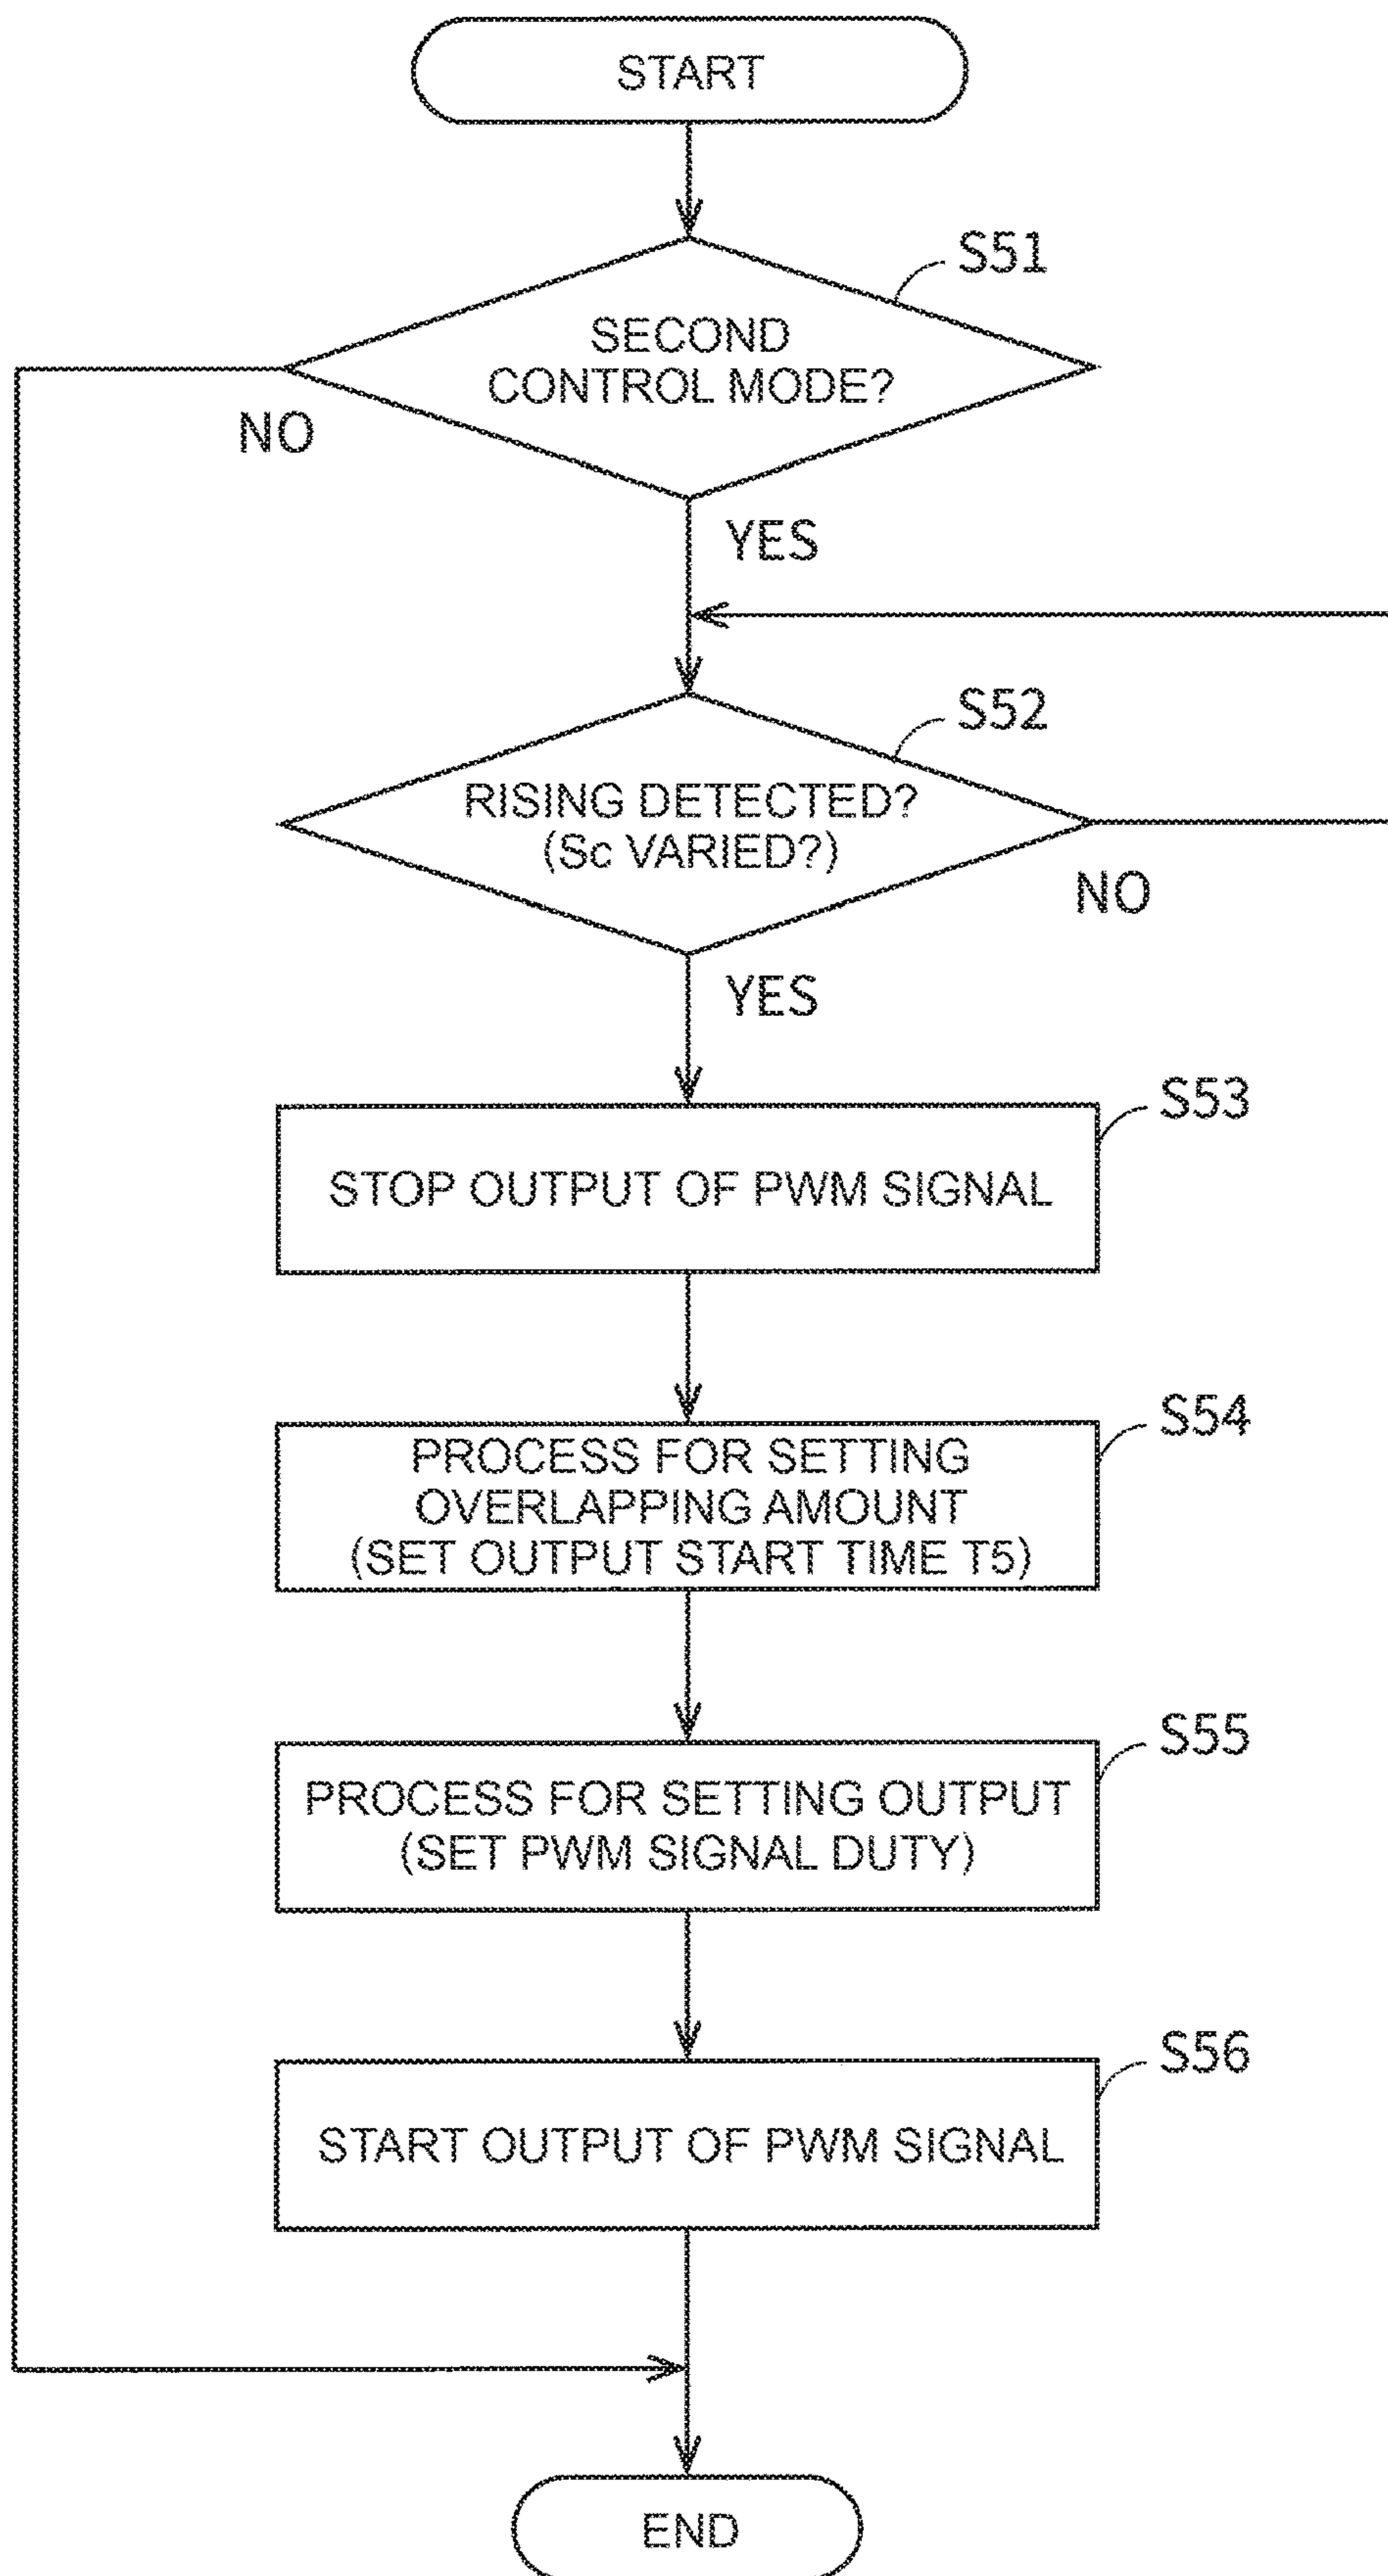 START
S51
SECOND
CONTROL MODE?
NO
YES
S52
RISING DETECTED?
(Sc VARIED?)
NO
YES
S53
STOP OUTPUT OF PWM SIGNAL
S54
PROCESS FOR SETTING
OVERLAPPING AMOUNT
(SET OUTPUT START TIME T5)
S55
PROCESS FOR SETTING OUTPUT
(SET PWM SIGNAL DUTY)
S56
START OUTPUT OF PWM SIGNAL
END